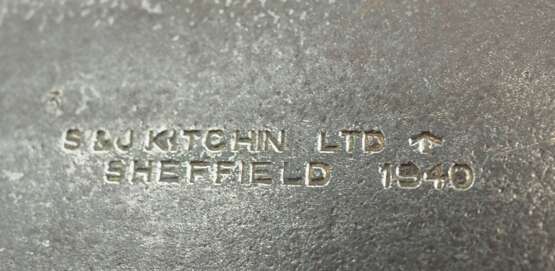 S & J KITCHIN LTD ↑
SHEFFIELD 1940